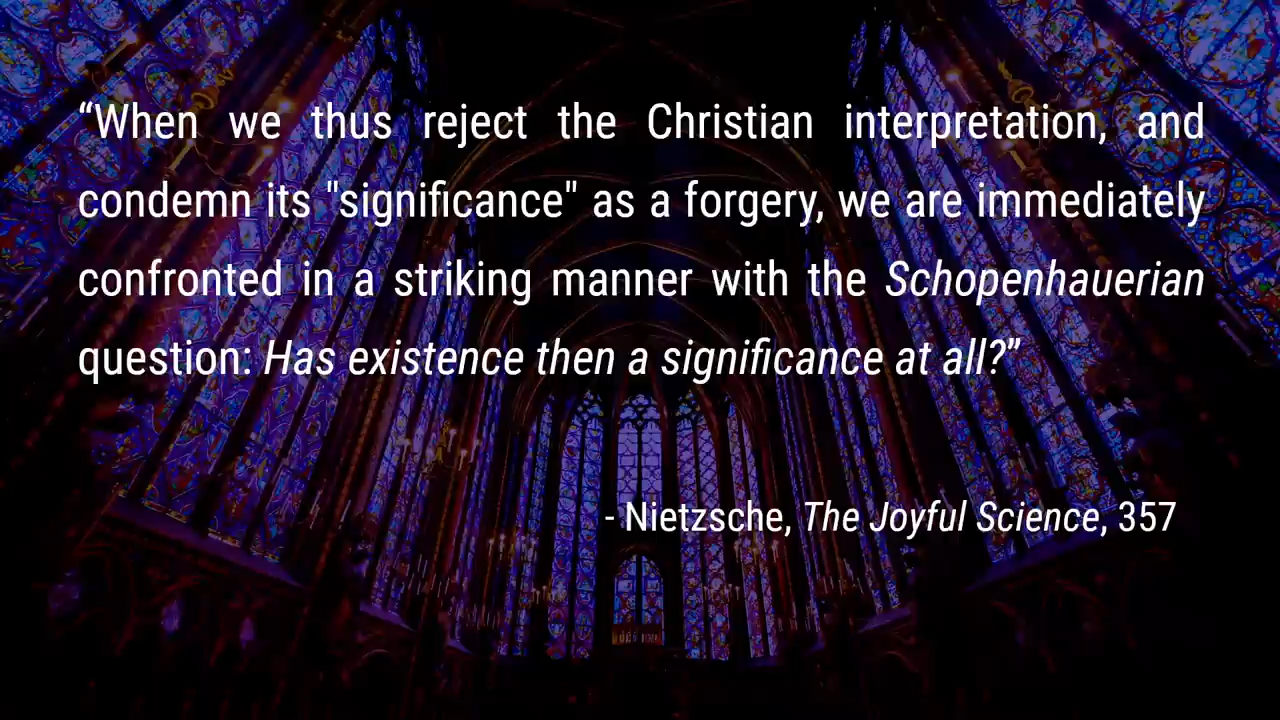 “When we thus reject the Christian interpretation, and
condemn its "significance" as a forgery, we are immediately
confronted in a striking manner with the Schopenhauerian
question: Has existence then a significance at all?”
- Nietzsche, The Joyful Science, 357